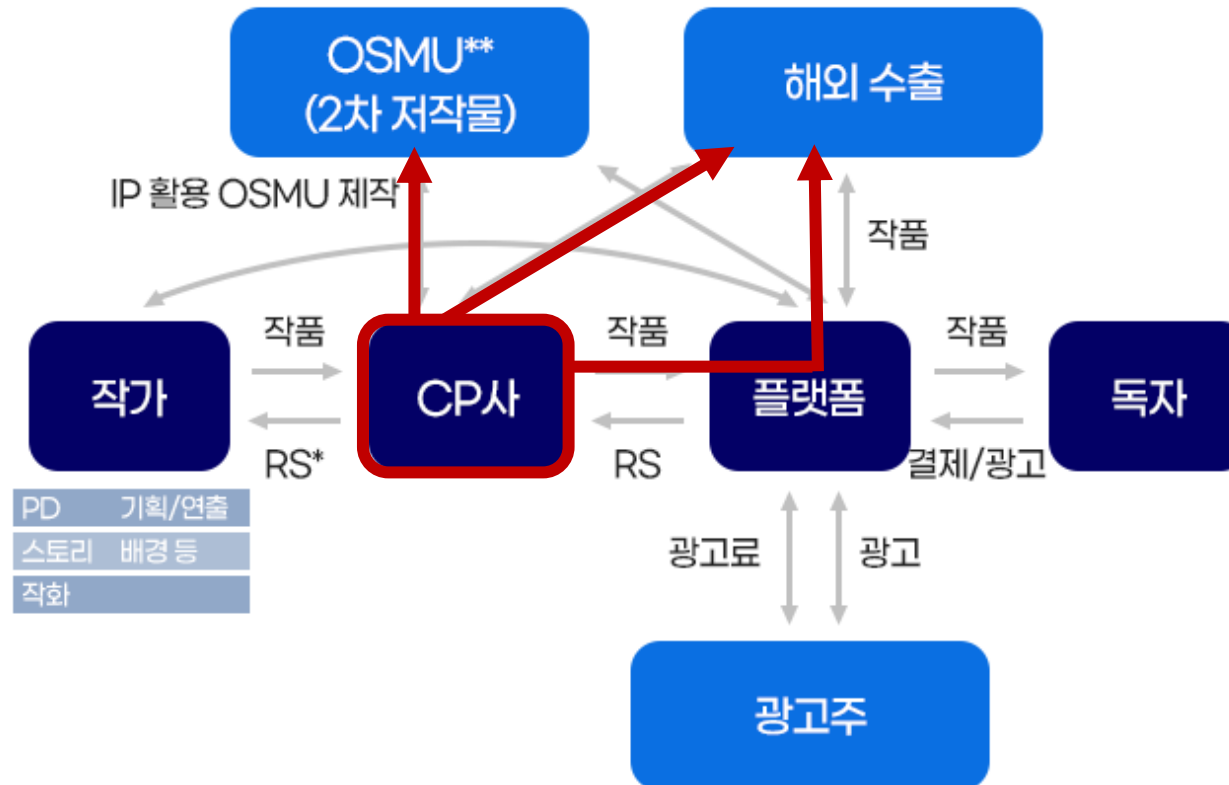 OSMU**
(2차 저작물)
해외 수출
IP 활용 OSMU 제작
작품
작품
작품
작품
작가
CP사
플랫폼
독자
RS*
RS
결제/광고
PD 기획/연출
스토리 배경 등
작화
광고료
광고
광고주